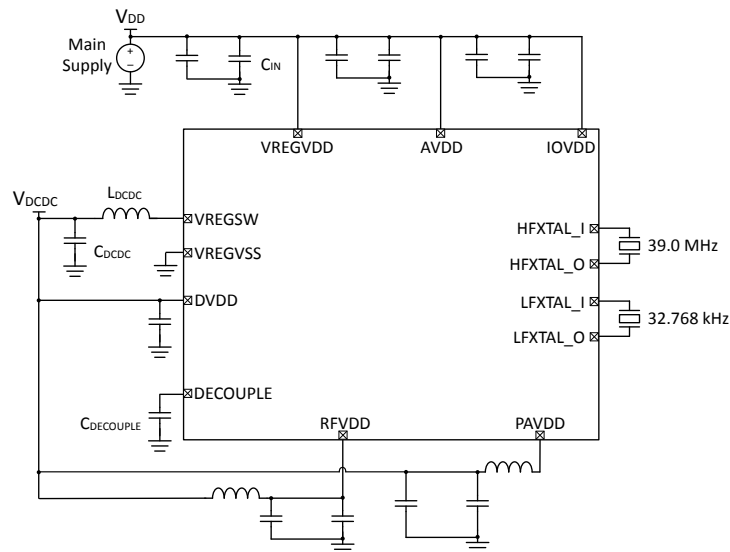 VDD
Main
Supply
+
−
CIN
VREGVDD
AVDD
IOVDD
VDCDC
LDCDC
VREGSW
CDCDC
VREGVSS
HFXTAL_I
39.0 MHz
HFXTAL_O
DVDD
LFXTAL_I
32.768 kHz
LFXTAL_O
DECOUPLE
CDECOUPLE
RFVDD
PAVDD